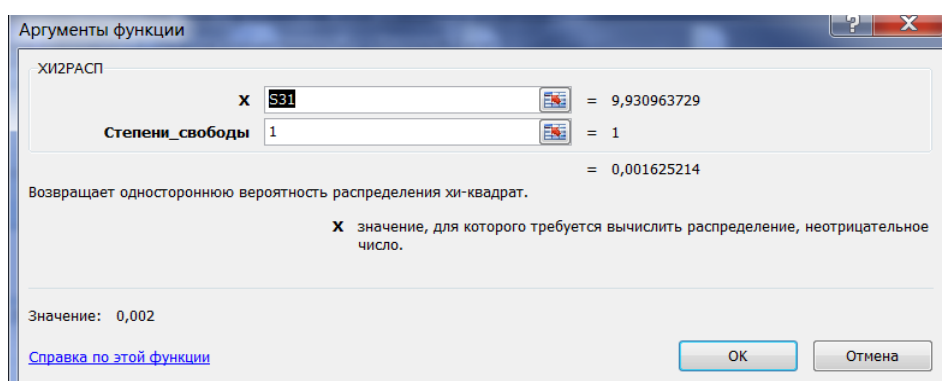 Аргументы функции
ХИ2РАСП
X S31 = 9,930963729
Степени_свободы 1 = 1
= 0,001625214
Возвращает одностороннюю вероятность распределения хи-квадрат.
X значение, для которого требуется вычислить распределение, неотрицательное
число.
Значение: 0,002
Справка по этой функции OK Отмена